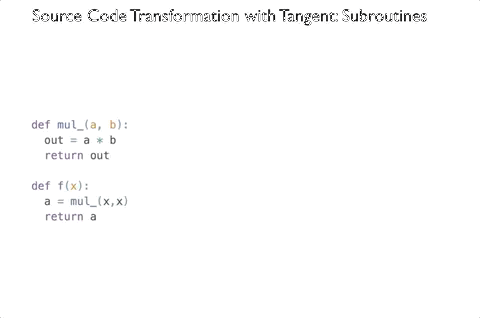 Source Code Transformation with Tangent: Subroutines
def mul_(a, b):
  out = a * b
  return out
def f(x):
  a = mul_(x,x)
  return a